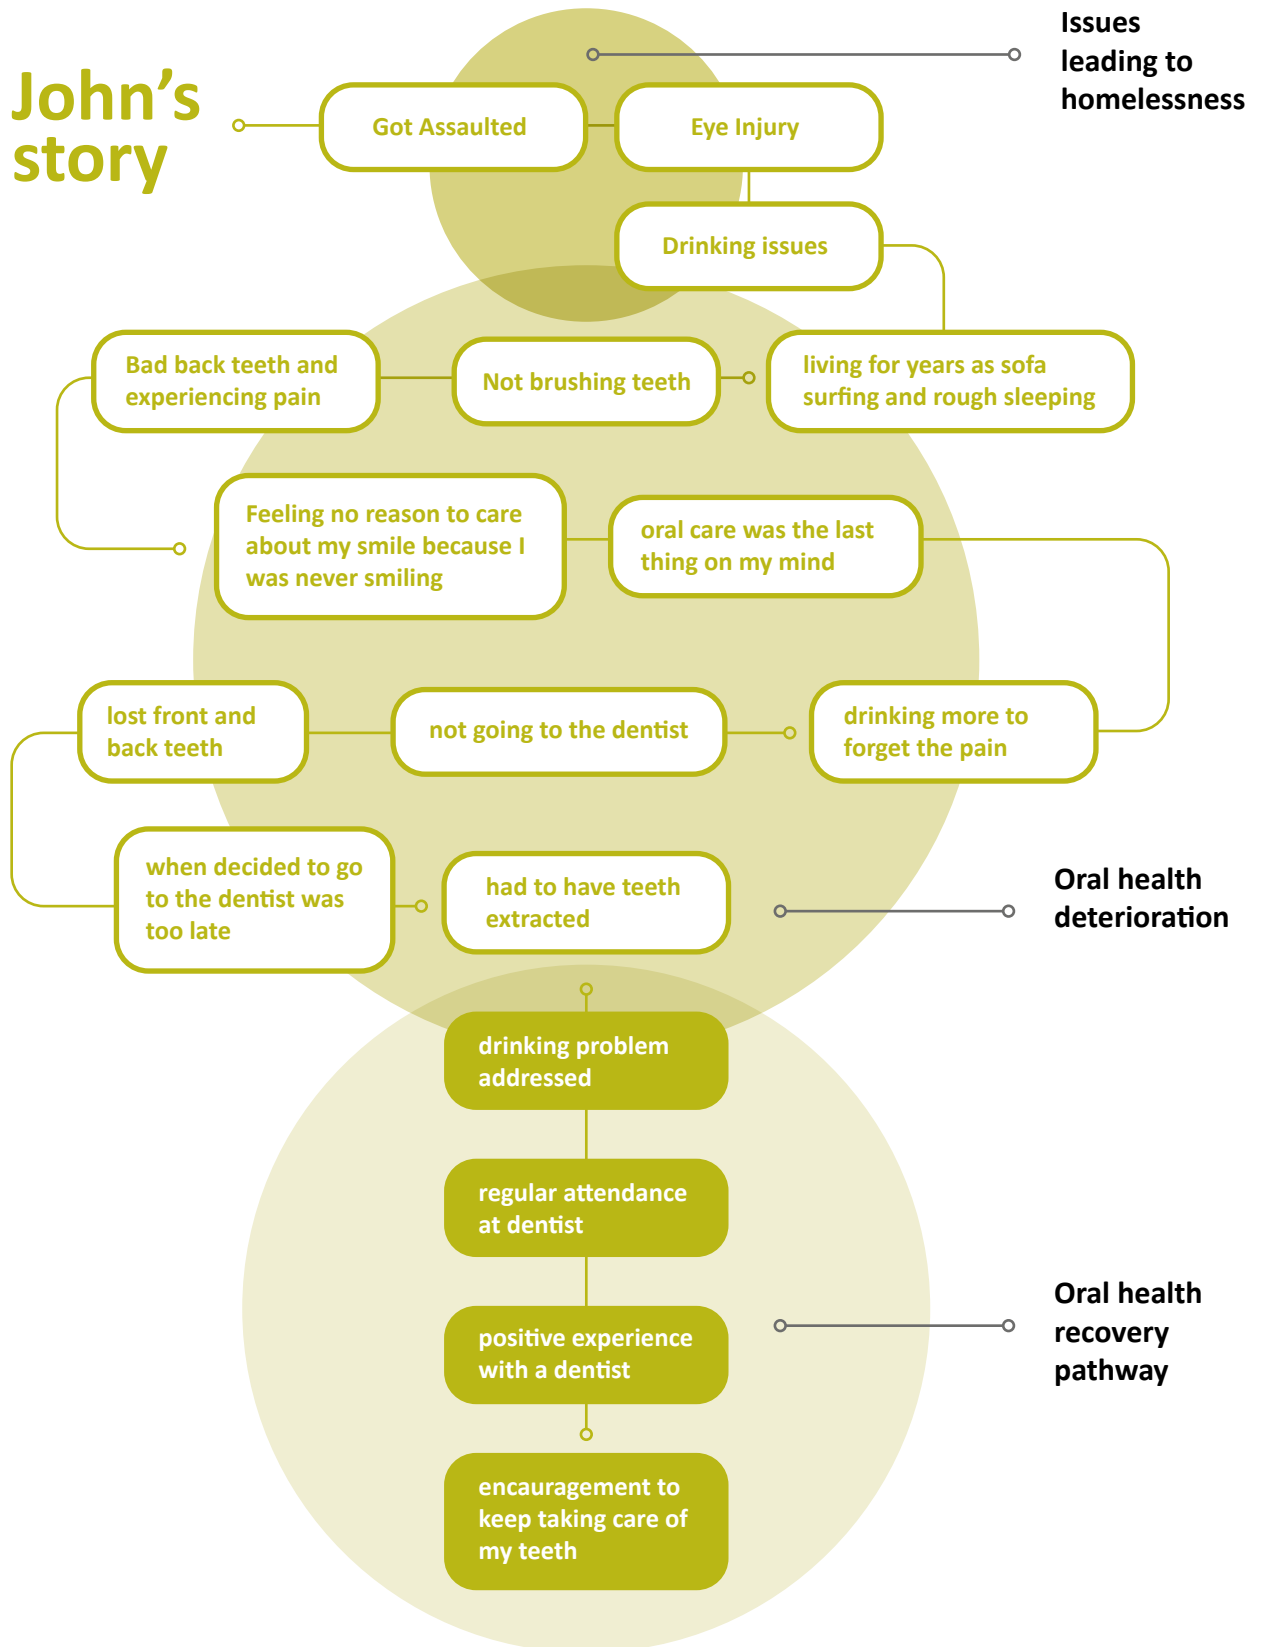 John's
story
Issues
leading to
homelessness
Got Assaulted
Eye Injury
Drinking issues
living for years as sofa
surfing and rough sleeping
Not brushing teeth
Bad back teeth and
experiencing pain
Feeling no reason to care
about my smile because I
was never smiling
oral care was the last
thing on my mind
drinking more to
forget the pain
not going to the dentist
lost front and
back teeth
when decided to go
to the dentist was
too late
had to have teeth
extracted
Oral health
deterioration
drinking problem
addressed
regular attendance
at dentist
positive experience
with a dentist
encauragement to
keep taking care of
my teeth
Oral health
recovery
pathway